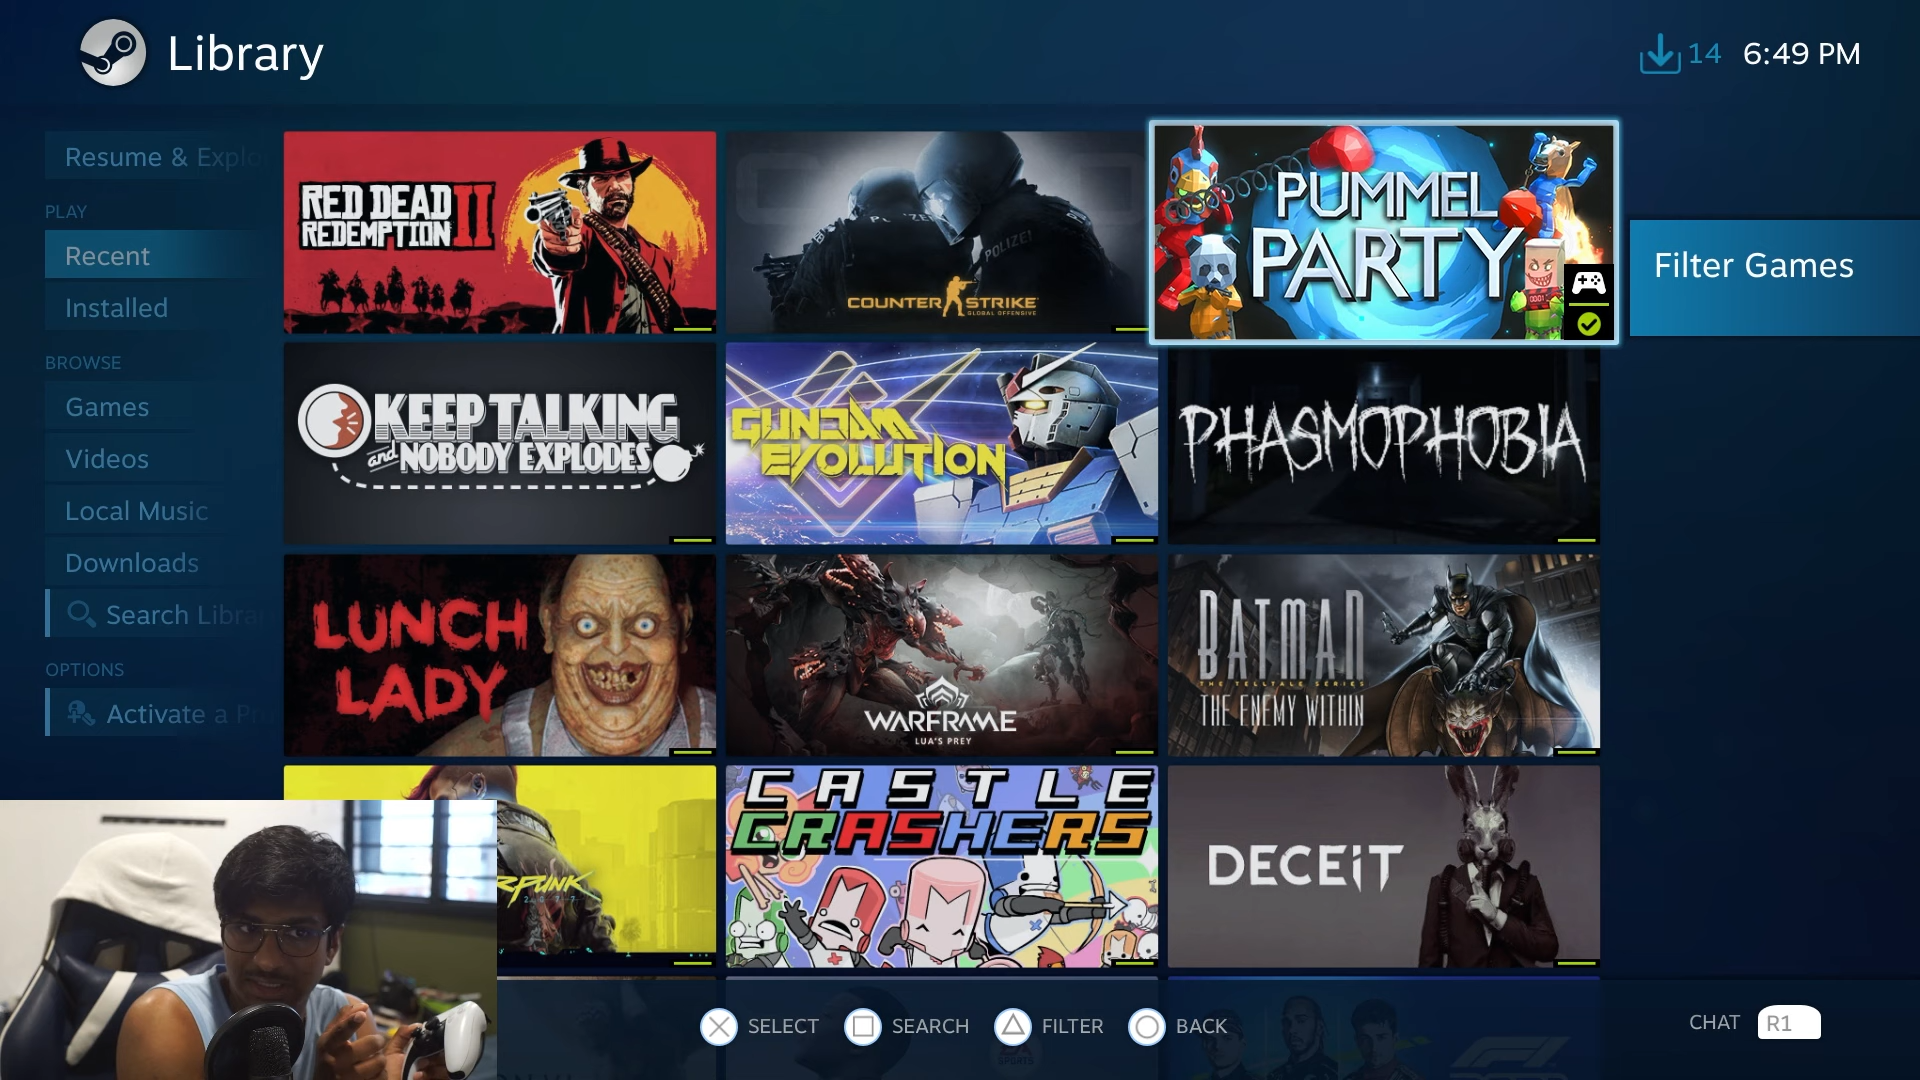 Library
14 6:49 PM
Resume & Explo
PLAY
Recent
Installed
BROWSE
Games
Videos
Local Music
Downloads
Search Libra
OPTIONS
Activate a Pr
RED DEAD
REDEMPTION II
POLIZEI
COUNTER STRIKE
GLOBAL OFFENSIVE
PUMMEL
PARTY
Filter Games
KEEP TALKING
and NOBODY EXPLODES
GUNDAM
EVOLUTION
PHASMOPHOBIA
LUNCH
LADY
WARFRAME
LUA'S PREY
BATMAN
THE TELLTALE SERIES
THE ENEMY WITHIN
RPUNK
2077
CASTLE
CRASHERS
DECEiT
SELECT
SEARCH
FILTER
BACK
CHAT R1